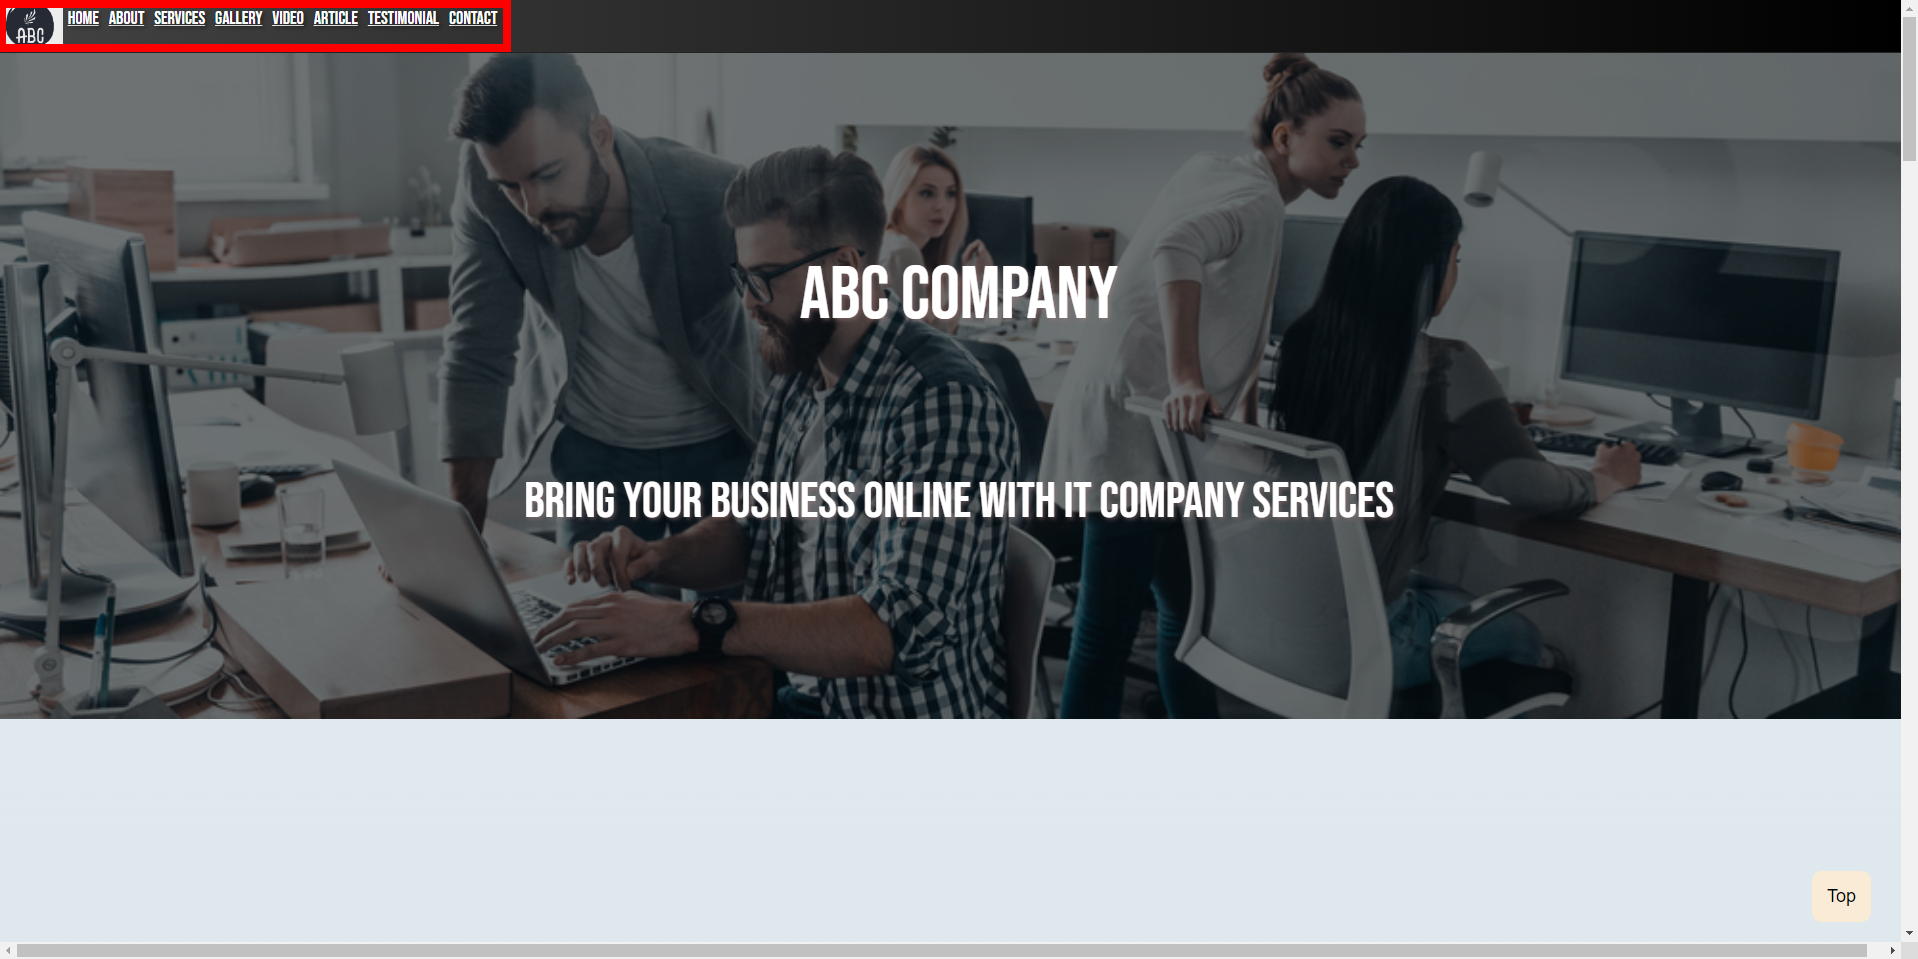 ABC HOME ABOUT SERVICES GALLERY VIDEO ARTICLE TESTIMONIAL CONTACT
ABC COMPANY
BRING YOUR BUSINESS ONLINE WITH IT COMPANY SERVICES
Top